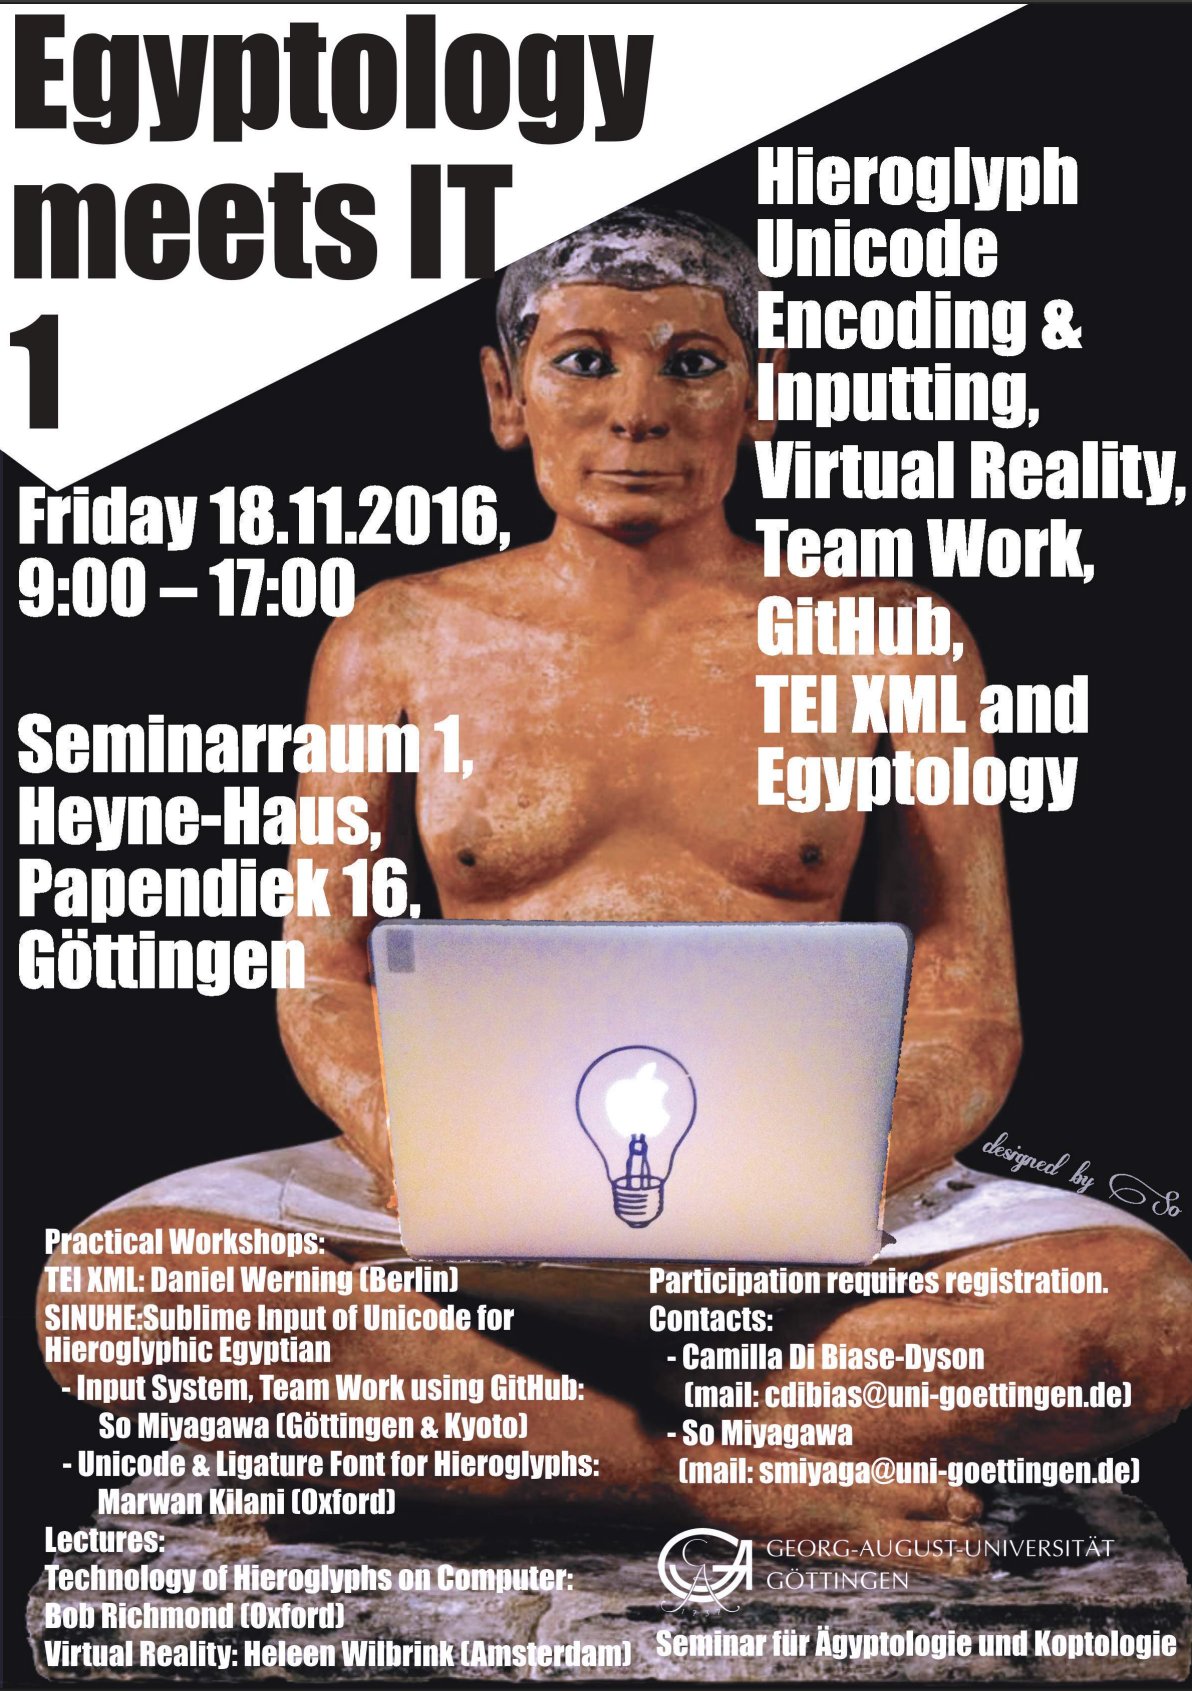 Egyptology
meets IT
1
Hieroglyph
Unicode
Encoding &
Inputting,
Virtual Reality,
Team Work,
GitHub,
TEI XML and
Egyptology
Friday 18.11.2016,
9:00 – 17:00
Seminarraum 1,
Heyne-Haus,
Papendiek 16,
Göttingen
designed by So
Practical Workshops:
TEI XML: Daniel Werning (Berlin)
SINUHE:Sublime Input of Unicode for
Hieroglyphic Egyptian
- Input System, Team Work using GitHub:
So Miyagawa (Göttingen & Kyoto)
- Unicode & Ligature Font for Hieroglyphs:
Marwan Kilani (Oxford)
Lectures:
Technology of Hieroglyphs on Computer:
Bob Richmond (Oxford)
Virtual Reality: Heleen Wilbrink (Amsterdam)
Participation requires registration.
Contacts:
- Camilla Di Biase-Dyson
(mail: cdibias@uni-goettingen.de)
- So Miyagawa
(mail: smiyaga@uni-goettingen.de)
GEORG-AUGUST-UNIVERSITÄT
GÖTTINGEN
1737
Seminar für Ägyptologie und Koptologie